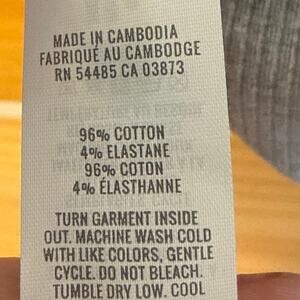 MADE IN CAMBODIA
FABRIQUÉ AU CAMBODGE
RN 54485 CA 03873
96% COTTON
4% ELASTANE
96% COTON
4% ÉLASTHANNE
TURN GARMENT INSIDE
OUT. MACHINE WASH COLD
WITH LIKE COLORS, GENTLE
CYCLE. DO NOT BLEACH.
TUMBLE DRY LOW. COOL